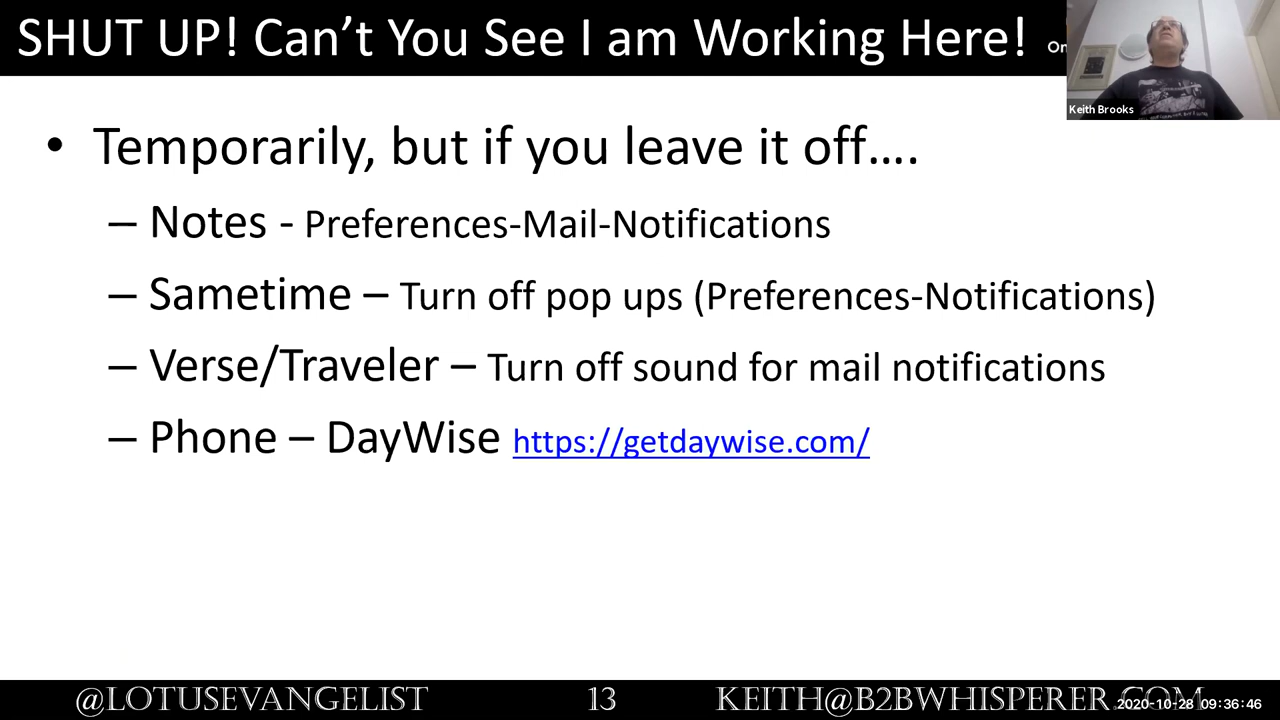 SHUT UP! Can't You See I am Working Here!
On
Keith Brooks
• Temporarily, but if you leave it off....
– Notes - Preferences-Mail-Notifications
– Sametime – Turn off pop ups (Preferences-Notifications)
– Verse/Traveler – Turn off sound for mail notifications
– Phone – DayWise https://getdaywise.com/
@LOTUSEVANGELIST 13 KEITH@B2BWHISPERER.COM
2020-10-28 09:36:46